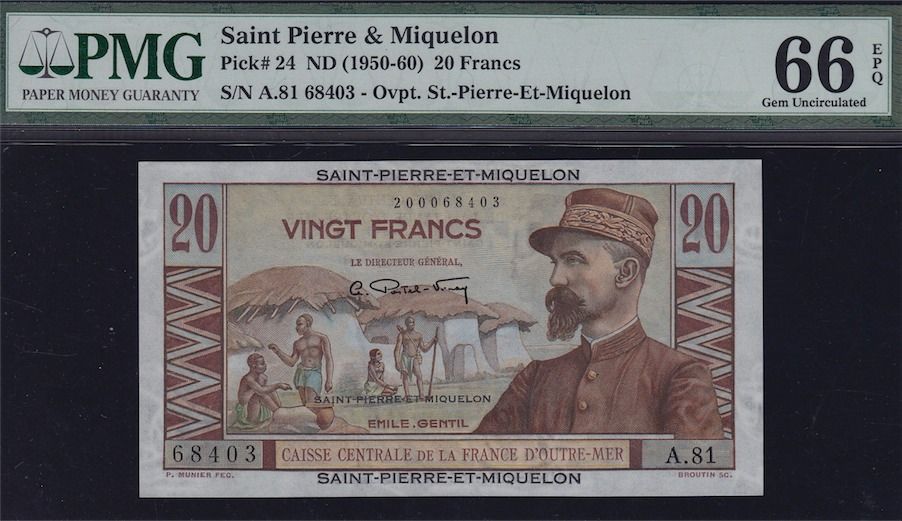 PMG
PAPER MONEY GUARANTY
Saint Pierre & Miquelon
Pick# 24 ND (1950-60) 20 Francs
S/N A.81 68403 - Ovpt. St.-Pierre-Et-Miquelon
66
EPQ
Gem Uncirculated
SAINT-PIERRE-ET-MIQUELON
20
200068403
20
VINGT FRANCS
LE DIRECTEUR GÉNÉRAL,
SAINT-PIERRE-ET-MIQUELON
EMILE.GENTIL
68403
CAISSE CENTRALE DE LA FRANCE D'OUTRE-MER
A.81
P. MUNIER FEC.
SAINT-PIERRE-ET-MIQUELON
BROUTIN SC.